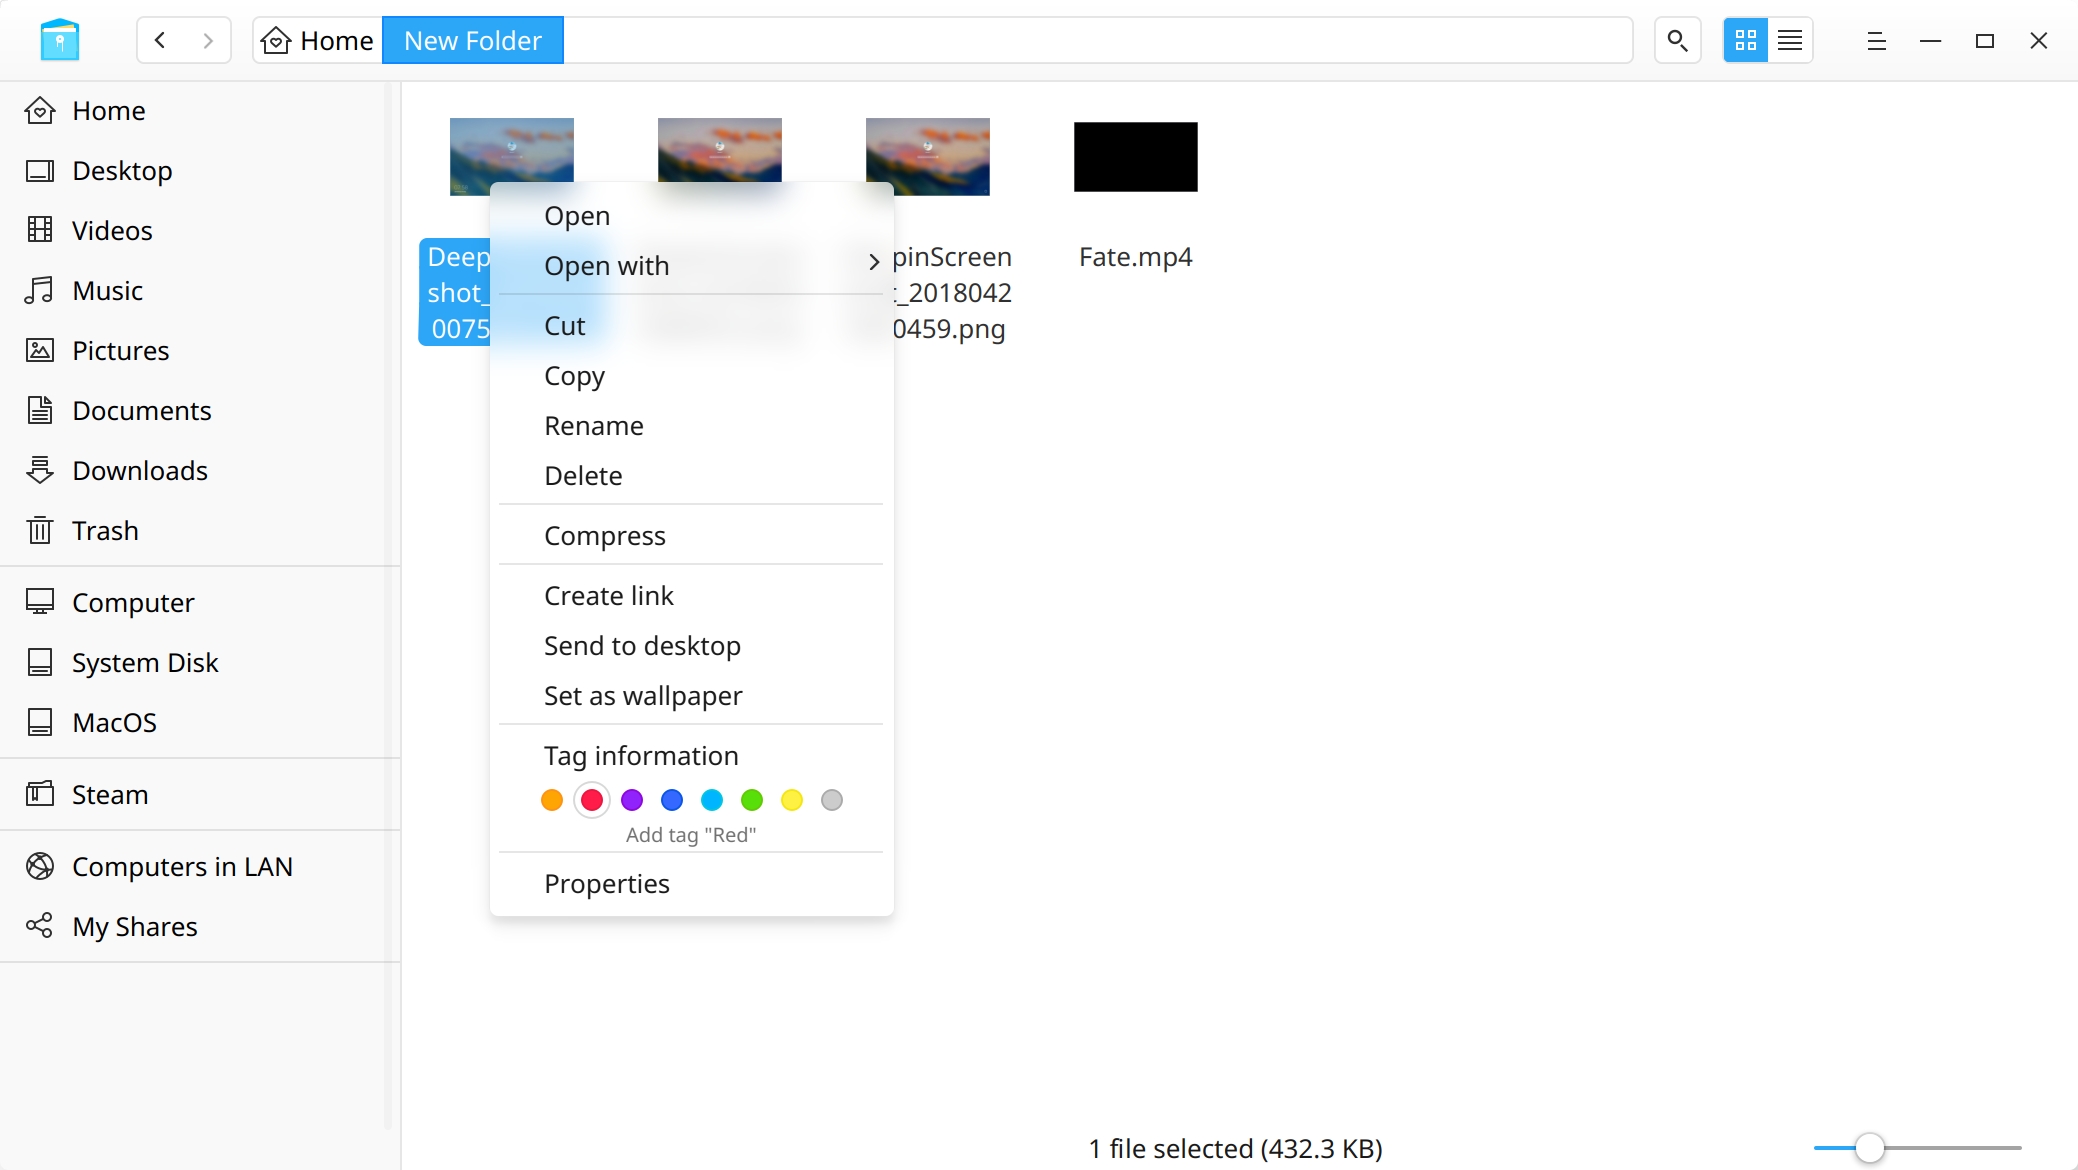 Home New Folder
Home
Desktop
Videos
Music
Pictures
Documents
Downloads
Trash
Computer
System Disk
MacOS
Steam
Computers in LAN
My Shares
Deep
shot_
0075
pinScreen
_2018042
0459.png
Fate.mp4
Open
Open with
Cut
Copy
Rename
Delete
Compress
Create link
Send to desktop
Set as wallpaper
Tag information
Add tag "Red"
Properties
1 file selected (432.3 KB)